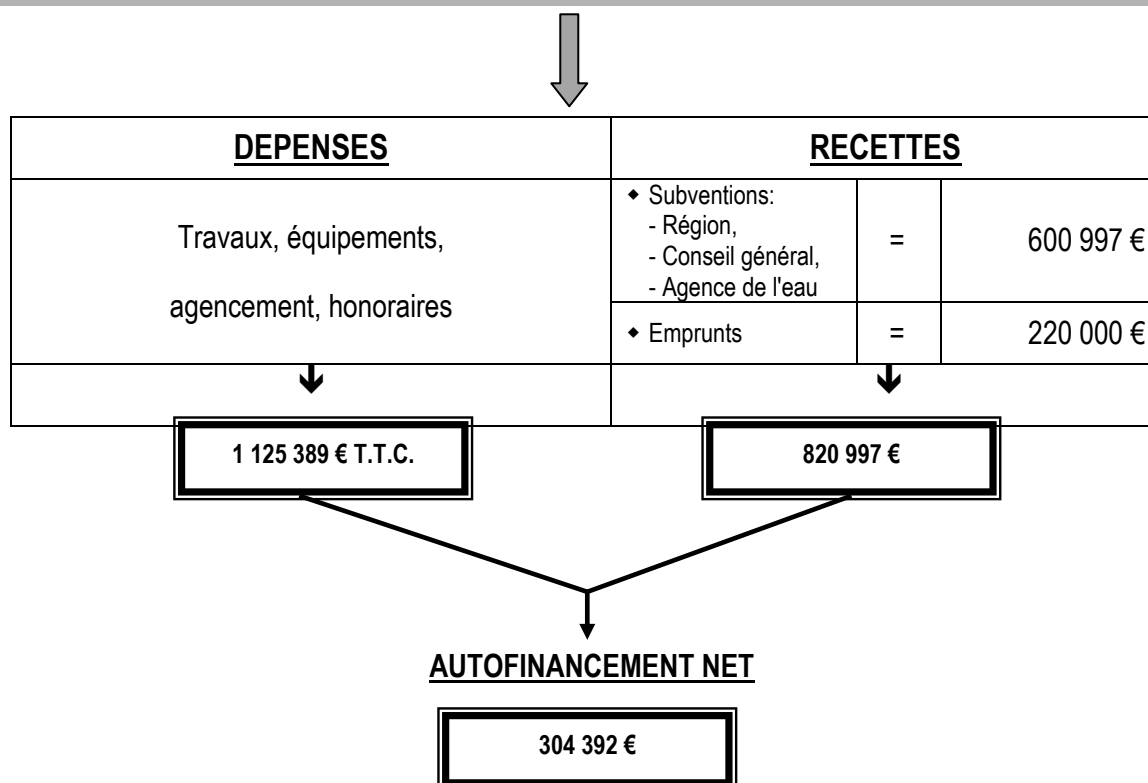 DEPENSES
RECETTES
Travaux, équipements,
agencement, honoraires
◆ Subventions:
- Région,
- Conseil général,
- Agence de l'eau
=
600 997 €
◆ Emprunts
=
220 000 €
1 125 389 € T.T.C.
820 997 €
AUTOFINANCEMENT NET
304 392 €